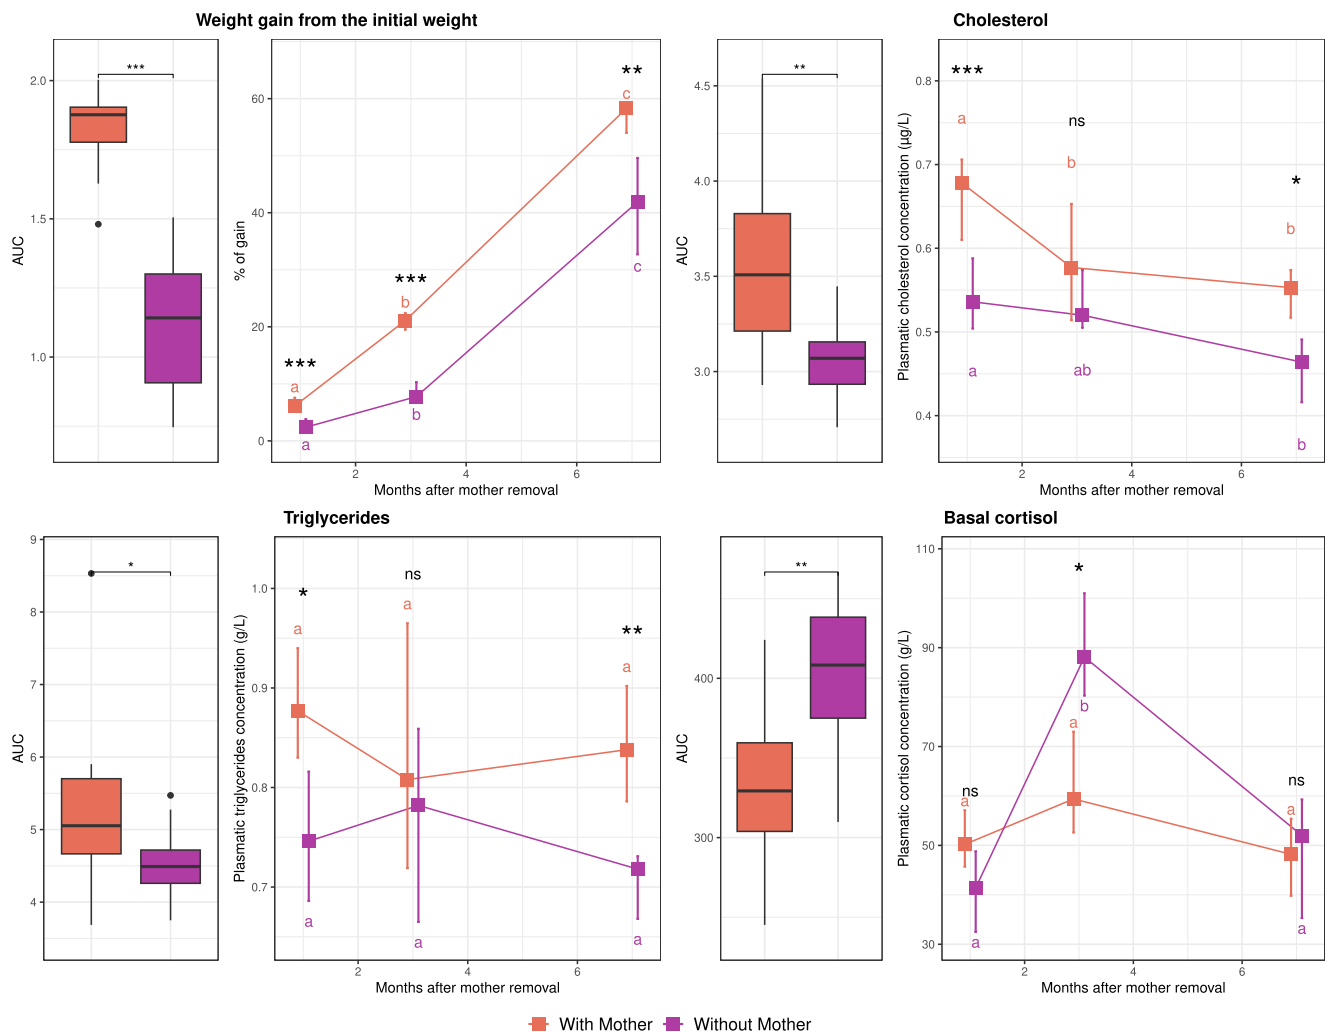 Weight gain from the initial weight
AUC
2.0
1.5
1.0
***
% of gain
60
40
20
0
***
a
a
***
b
b
**
c
c
2 4 6
Months after mother removal
Cholesterol
AUC
4.5
4.0
3.5
3.0
**
Plasmatic cholesterol concentration (µg/L)
0.8
0.7
0.6
0.5
0.4
***
a
a
ns
b
ab
*
b
b
2 4 6
Months after mother removal
Triglycerides
AUC
9
8
7
6
5
4
*
Plasmatic triglycerides concentration (g/L)
1.0
0.9
0.8
0.7
*
a
a
ns
a
a
**
a
a
2 4 6
Months after mother removal
Basal cortisol
AUC
400
300
**
Plasmatic cortisol concentration (g/L)
110
90
70
50
30
ns
a
a
*
b
a
ns
a
a
2 4 6
Months after mother removal
With Mother Without Mother